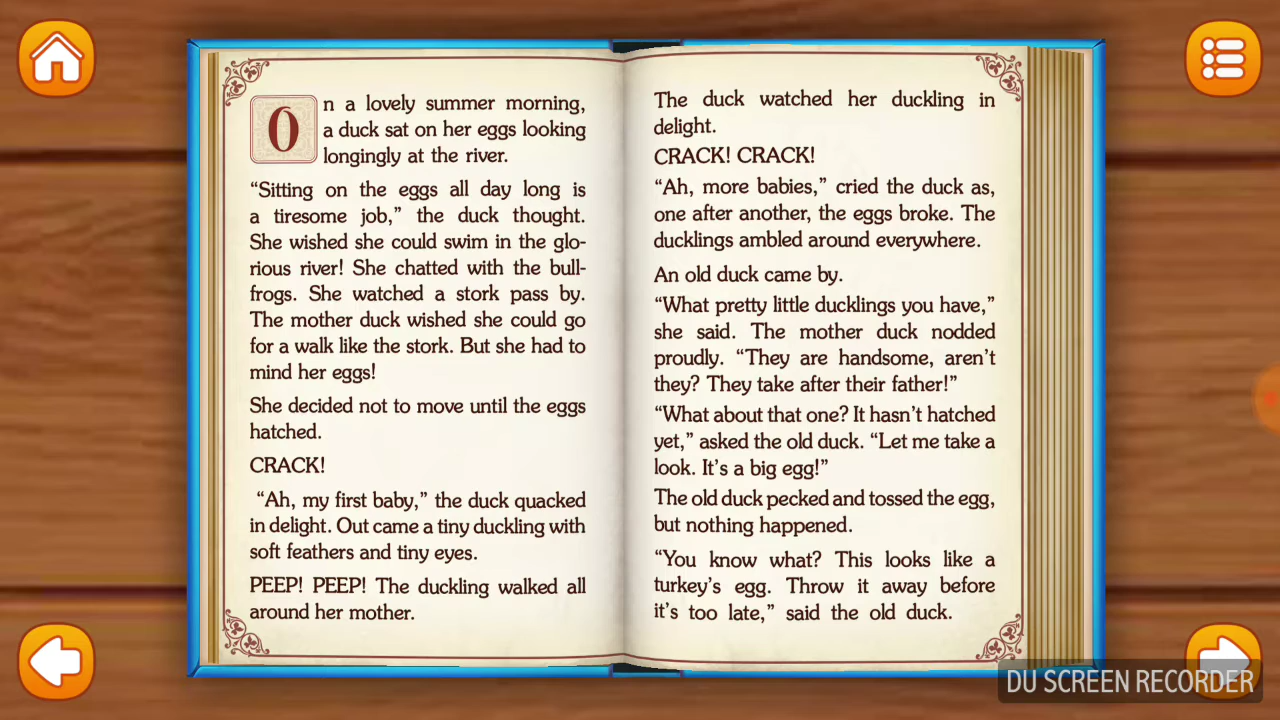 On a lovely summer morning,
a duck sat on her eggs looking
longingly at the river.
“Sitting on the eggs all day long is
a tiresome job,” the duck thought.
She wished she could swim in the glo-
rious river! She chatted with the bull-
frogs. She watched a stork pass by.
The mother duck wished she could go
for a walk like the stork. But she had to
mind her eggs!
She decided not to move until the eggs
hatched.
CRACK!
“Ah, my first baby,” the duck quacked
in delight. Out came a tiny duckling with
soft feathers and tiny eyes.
PEEP! PEEP! The duckling walked all
around her mother.
The duck watched her duckling in
delight.
CRACK! CRACK!
“Ah, more babies,” cried the duck as,
one after another, the eggs broke. The
ducklings ambled around everywhere.
An old duck came by.
“What pretty little ducklings you have,”
she said. The mother duck nodded
proudly. “They are handsome, aren’t
they? They take after their father!”
“What about that one? It hasn’t hatched
yet,” asked the old duck. “Let me take a
look. It’s a big egg!”
The old duck pecked and tossed the egg,
but nothing happened.
“You know what? This looks like a
turkey’s egg. Throw it away before
it’s too late,” said the old duck.
DU SCREEN RECORDER